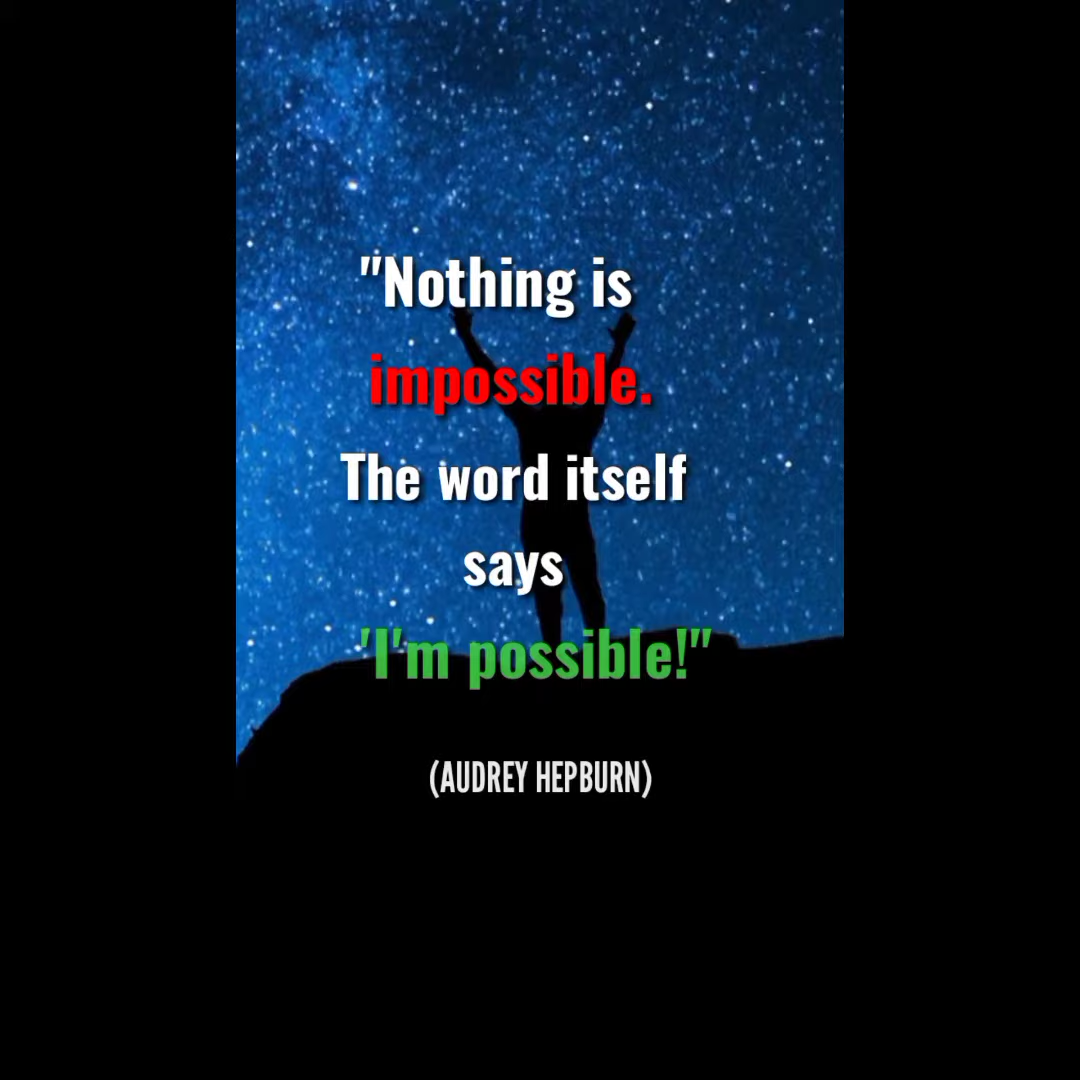 "Nothing is
impossible.
The word itself
says
'I'm possible!"
(AUDREY HEPBURN)